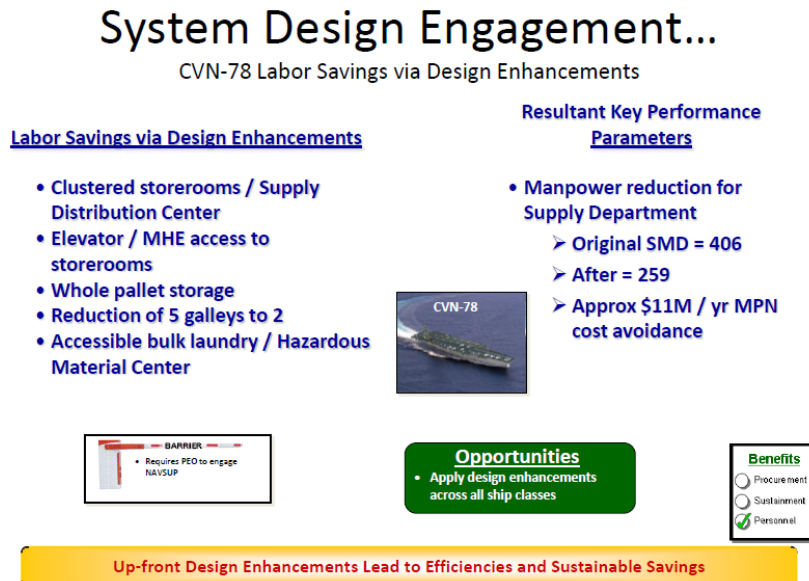 System Design Engagement...
CVN-78 Labor Savings via Design Enhancements
Labor Savings via Design Enhancements
• Clustered storerooms / Supply
Distribution Center
• Elevator / MHE access to
storerooms
• Whole pallet storage
• Reduction of 5 galleys to 2
• Accessible bulk laundry / Hazardous
Material Center
Resultant Key Performance
Parameters
• Manpower reduction for
Supply Department
➢ Original SMD = 406
➢ After = 259
➢ Approx $11M / yr MPN
cost avoidance
CVN-78
BARRIER
• Requires PEO to engage
NAVSUP
Opportunities
• Apply design enhancements
across all ship classes
Benefits
Procurement
Sustainment
Personnel
Up-front Design Enhancements Lead to Efficiencies and Sustainable Savings